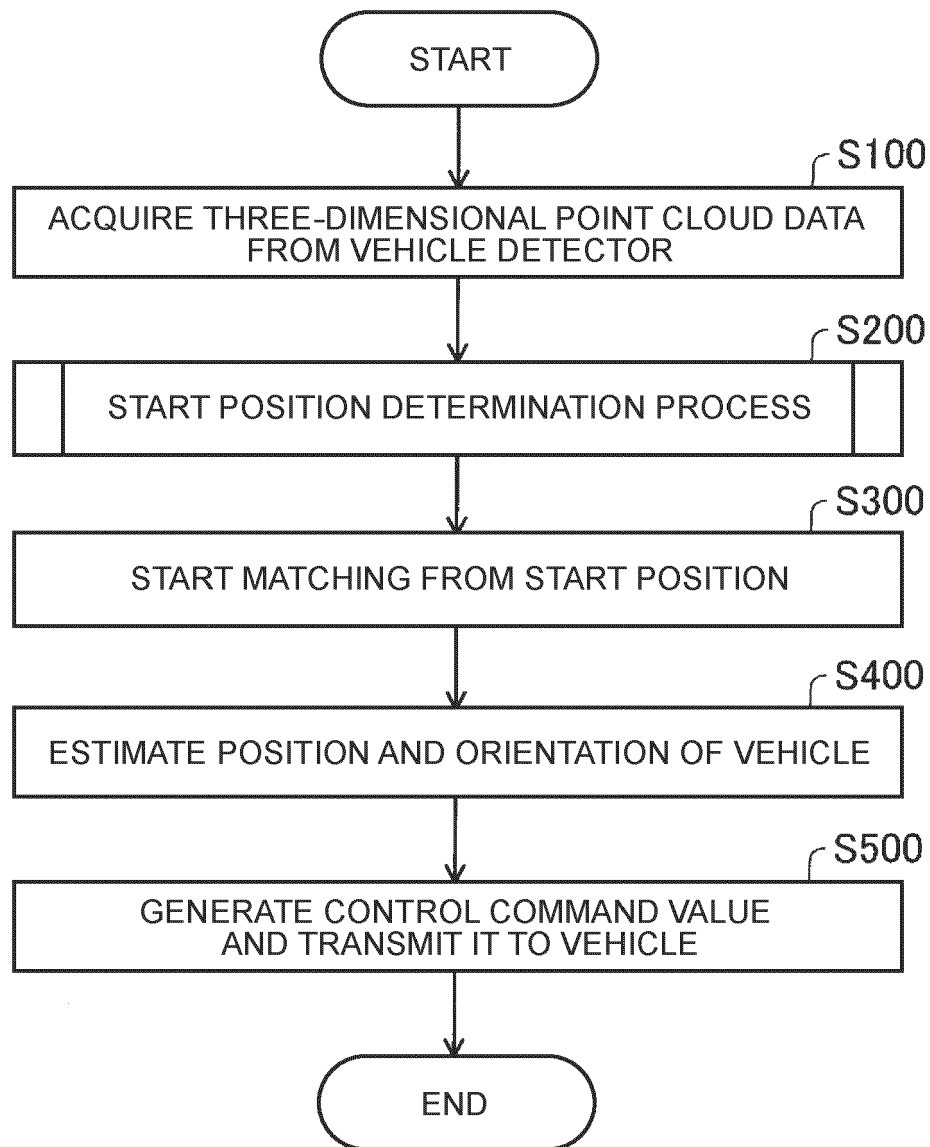 START
S100
ACQUIRE THREE-DIMENSIONAL POINT CLOUD DATA
FROM VEHICLE DETECTOR
S200
START POSITION DETERMINATION PROCESS
S300
START MATCHING FROM START POSITION
S400
ESTIMATE POSITION AND ORIENTATION OF VEHICLE
S500
GENERATE CONTROL COMMAND VALUE
AND TRANSMIT IT TO VEHICLE
END